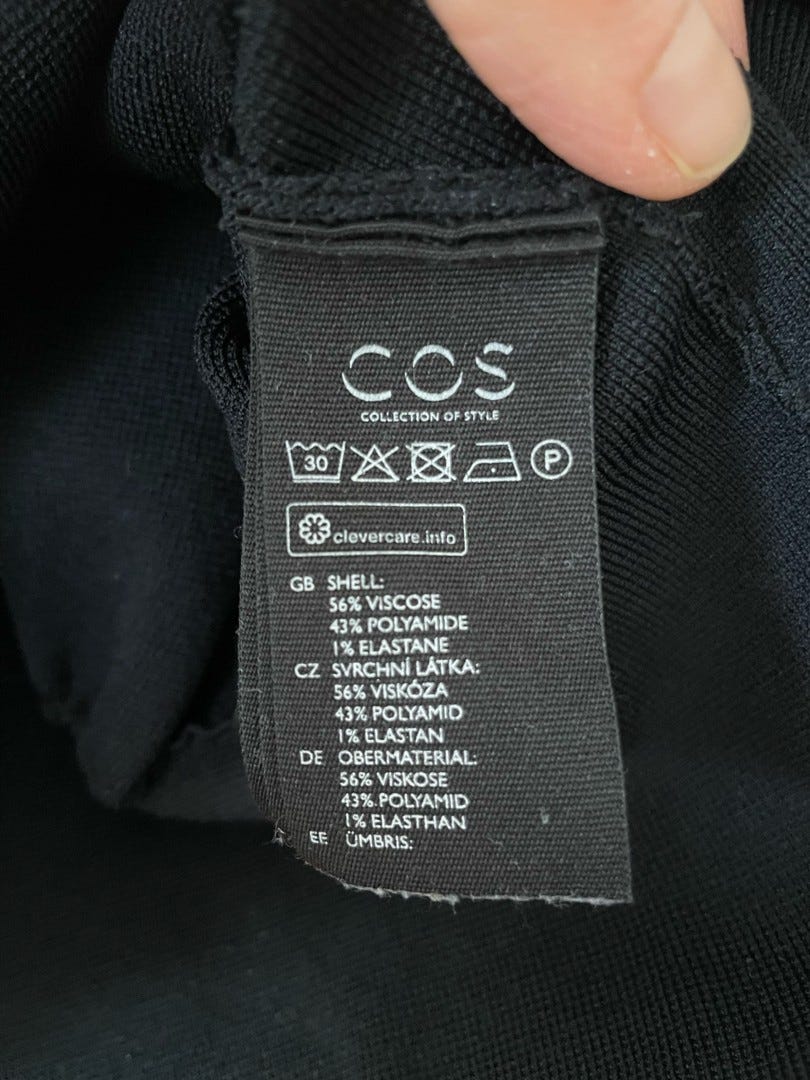 COS
COLLECTION OF STYLE
30 P
clevercare.info
GB SHELL:
56% VISCOSE
43% POLYAMIDE
1% ELASTANE
CZ SVRCHNÍ LÁTKA:
56% VISKÓZA
43% POLYAMID
1% ELASTAN
DE OBERMATERIAL:
56% VISKOSE
43% POLYAMID
1% ELASTHAN
EE ÜMBRIS: